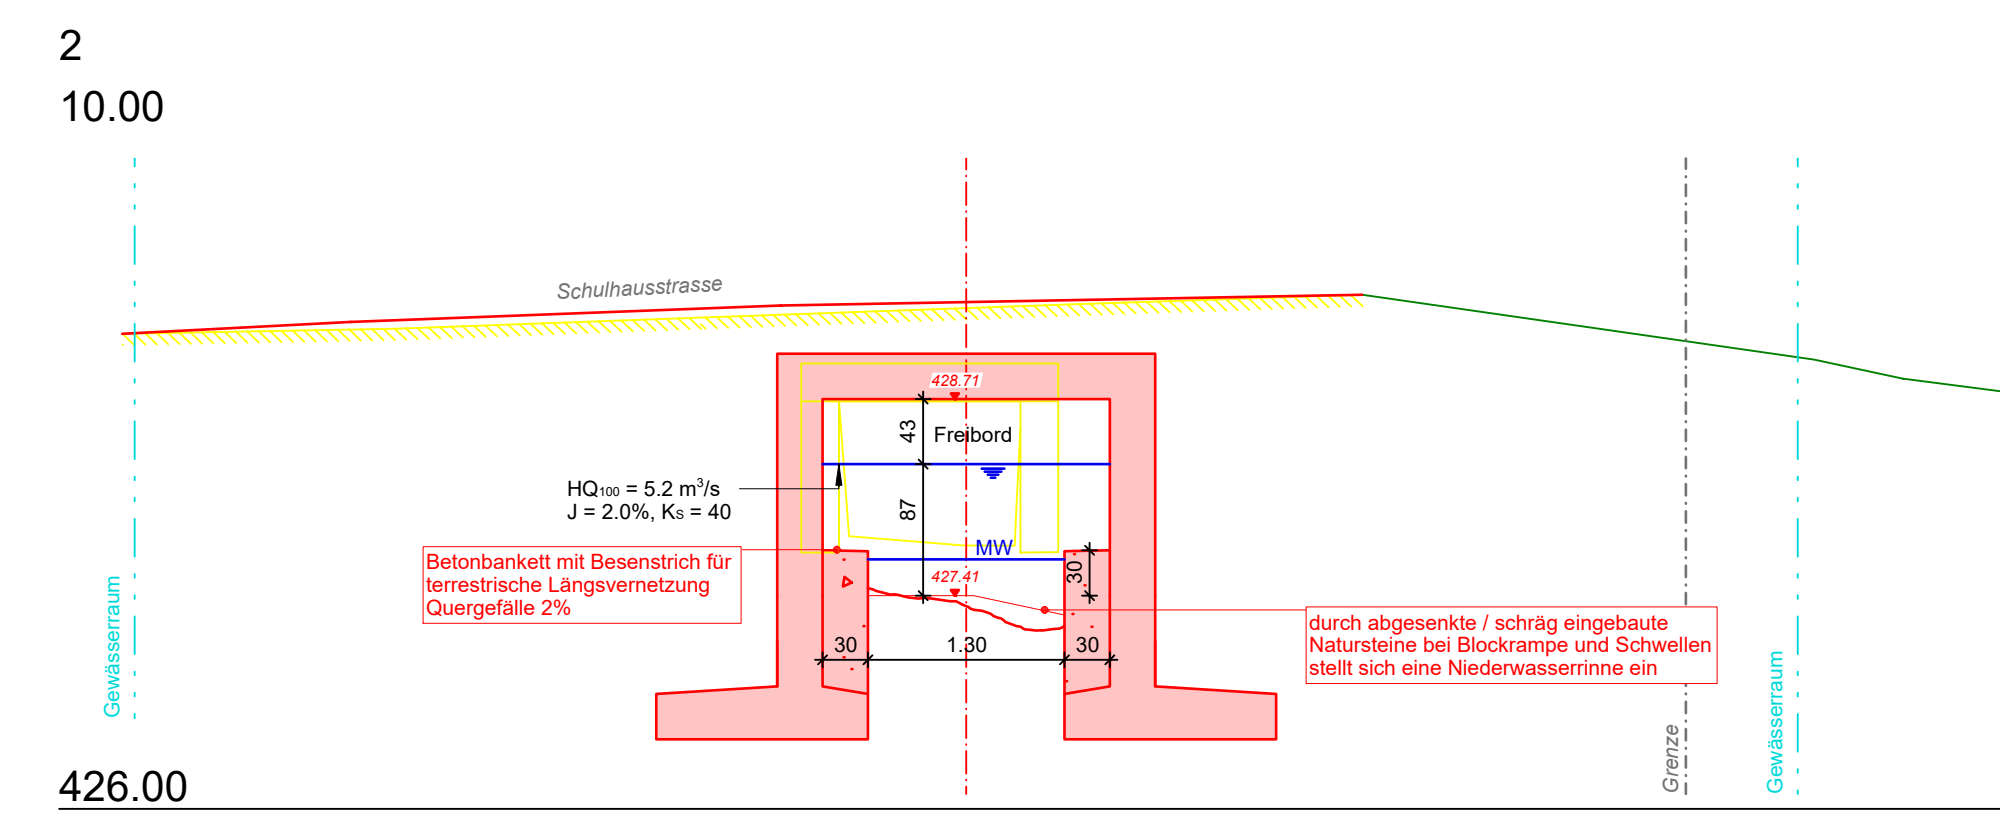 2
10.00
Schulhausstrasse
428.71
43
Freibord
HQ100 = 5.2 m³/s
J = 2.0%, KS = 40
87
MW
Betonbankett mit Besenstrich für
terrestrische Längsvernetzung
Quergefälle 2%
427.41
30
durch abgesenkte / schräg eingebaute
Natursteine bei Blockrampe und Schwellen
stellt sich eine Niederwasserrinne ein
30
1.30
30
Gewässerraum
Grenze
Gewässerraum
426.00